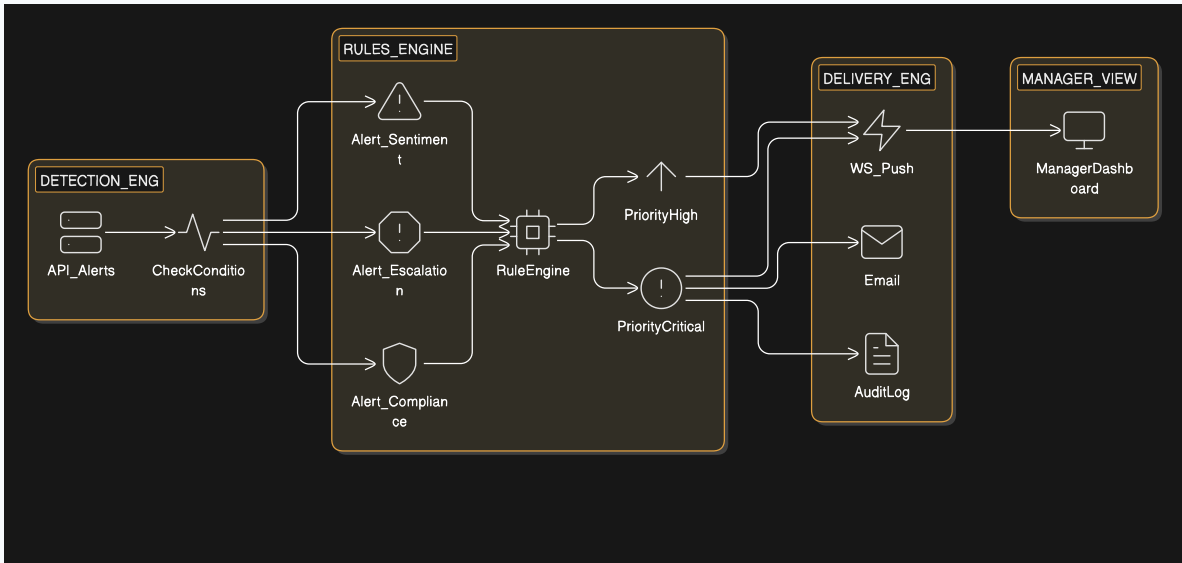 RULES_ENGINE
DELIVERY_ENG
MANAGER_VIEW
Alert_Sentimen
t
WS_Push
ManagerDashb
oard
DETECTION_ENG
API_Alerts
CheckConditio
ns
Alert_Escalatio
n
RuleEngine
PriorityHigh
PriorityCritical
Email
Alert_Complian
ce
AuditLog